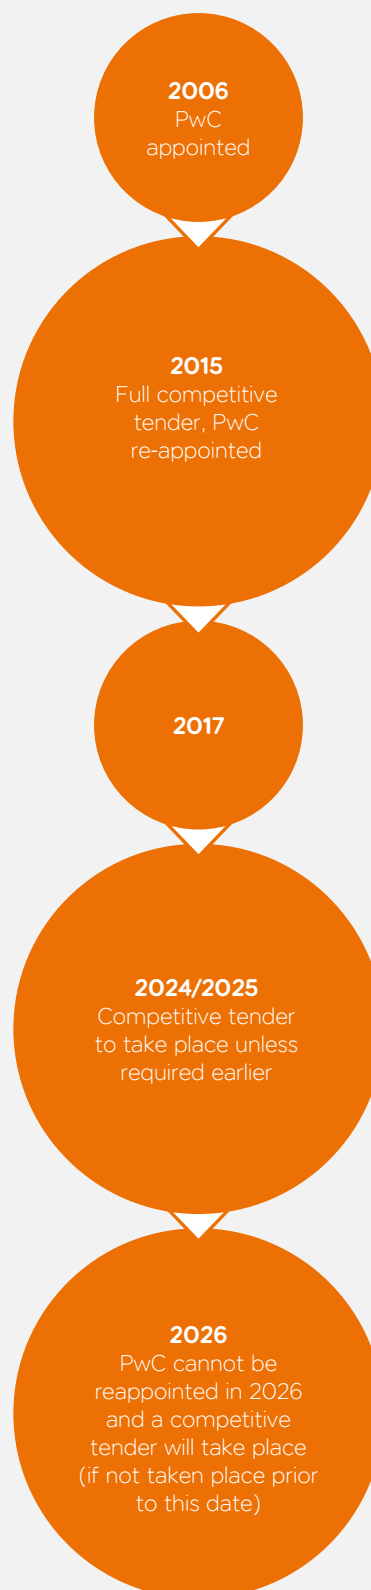 2006
PwC
appointed
2015
Full competitive
tender, PwC
re-appointed
2017
2024/2025
Competitive tender
to take place unless
required earlier
2026
PwC cannot be
reappointed in 2026
and a competitive
tender will take place
(if not taken place prior
to this date)